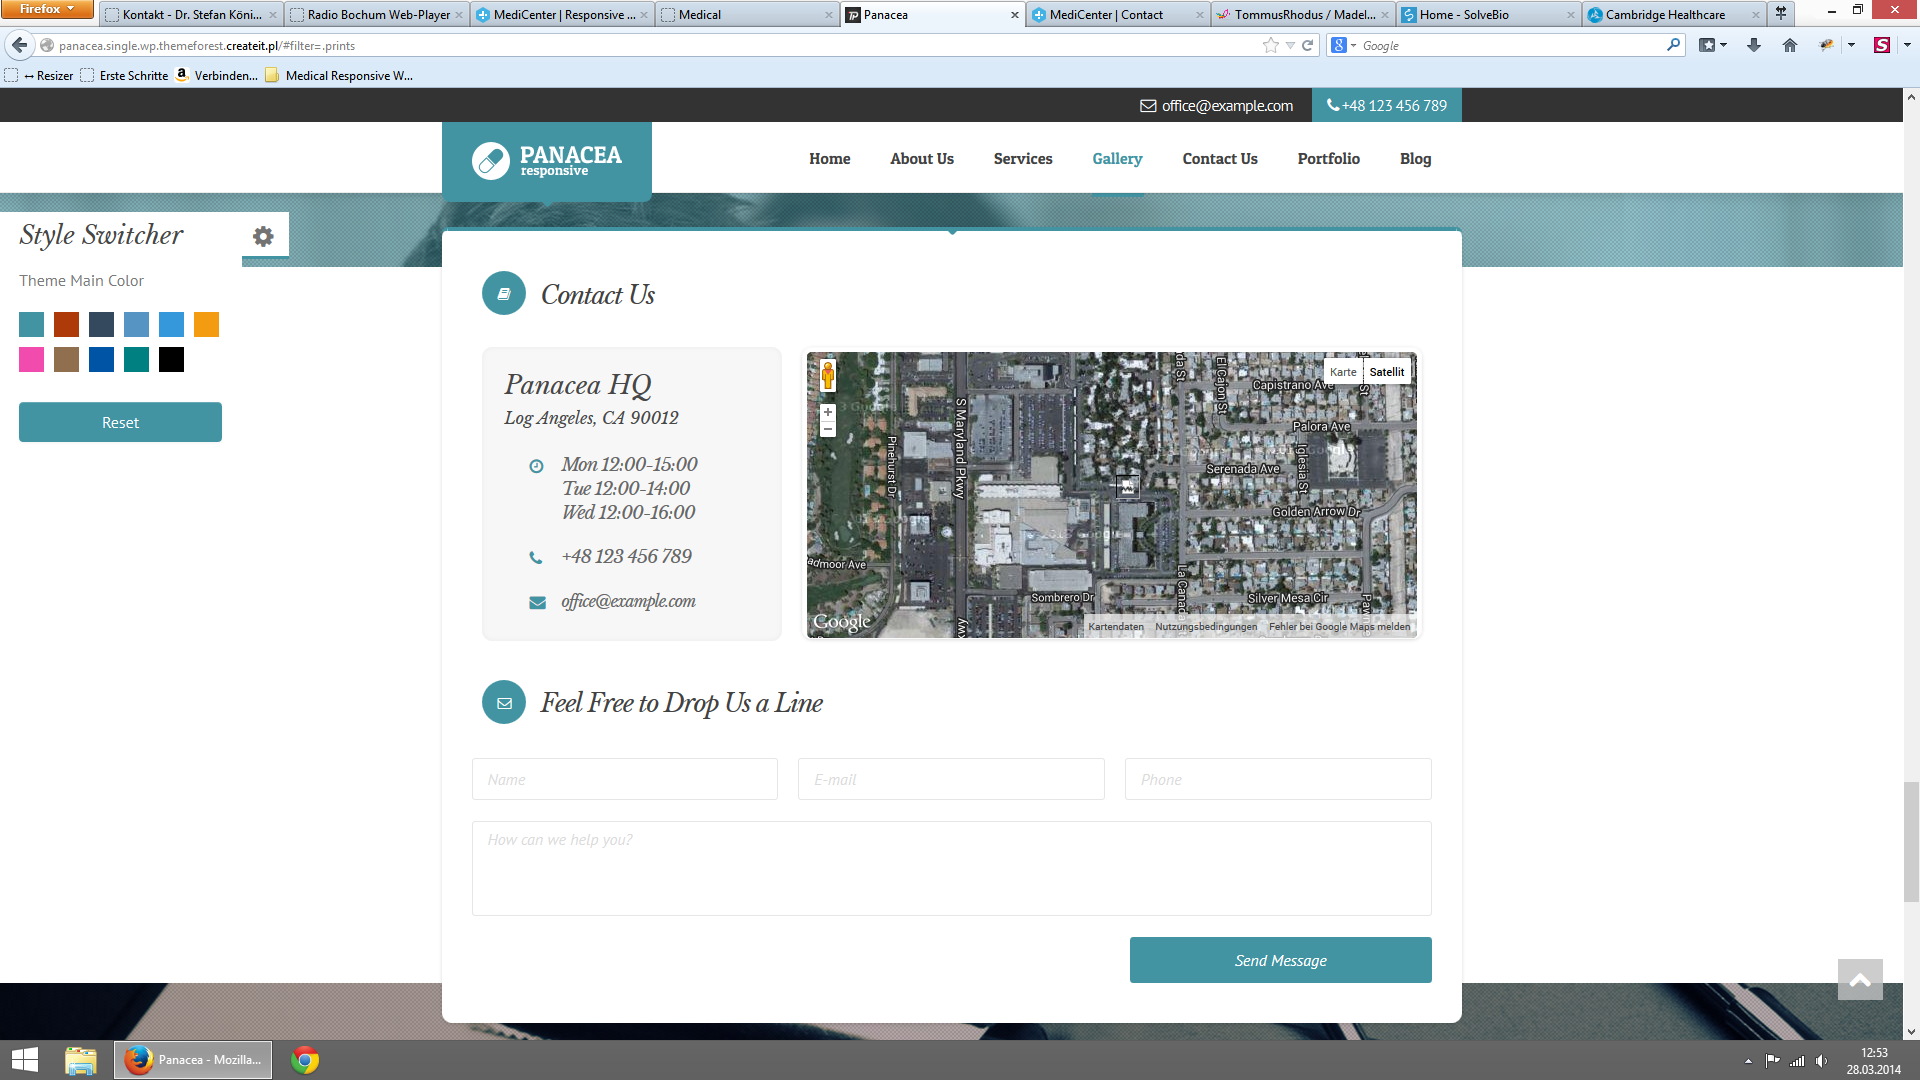 Firefox
Kontakt - Dr. Stefan Köni...
Radio Bochum Web-Player
MediCenter | Responsive ...
Medical
Panacea
MediCenter | Contact
TommusRhodus / Madel...
Home - SolveBio
Cambridge Healthcare
panacea.single.wp.themeforest.createit.pl/#filter=.prints
Google
↔ Resizer
Erste Schritte
Verbinden...
Medical Responsive W...
office@example.com
+48 123 456 789
PANACEA
responsive
Home
About Us
Services
Gallery
Contact Us
Portfolio
Blog
Style Switcher
Theme Main Color
Reset
Contact Us
Panacea HQ
Log Angeles, CA 90012
Mon 12:00-15:00
Tue 12:00-14:00
Wed 12:00-16:00
+48 123 456 789
office@example.com
Karte
Satellit
El Cajon St
Capistrano Ave
Palora Ave
S Maryland Pkwy
Pinehurst Dr
Serenada Ave
Iglesia St
Golden Arrow Dr
admoor Ave
La Canada
Sombrero Dr
Silver Mesa Cir
Google
Kartendaten
Nutzungsbedingungen
Fehler bei Google Maps melden
Feel Free to Drop Us a Line
Name
E-mail
Phone
How can we help you?
Send Message
Panacea - Mozilla...
12:53
28.03.2014